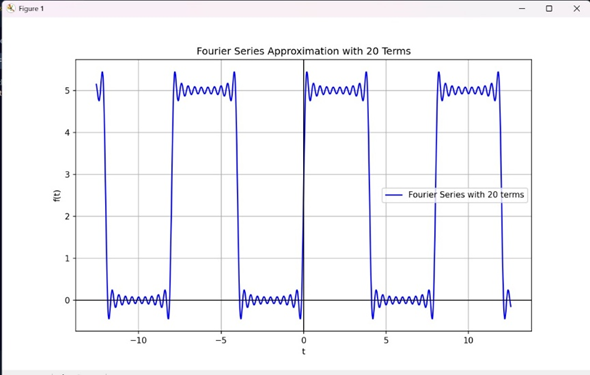 Figure 1
Fourier Series Approximation with 20 Terms
f(t)
5
4
3
2
1
0
Fourier Series with 20 terms
−10 −5 0 5 10
t